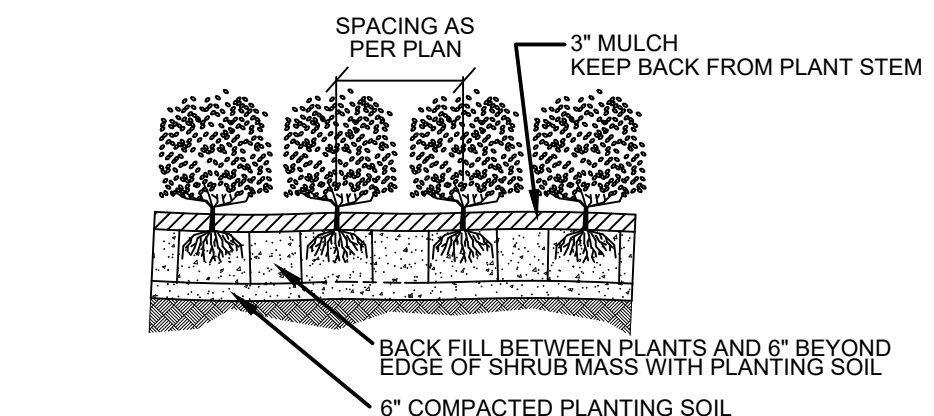 SPACING AS
PER PLAN
3" MULCH
KEEP BACK FROM PLANT STEM
BACK FILL BETWEEN PLANTS AND 6" BEYOND
EDGE OF SHRUB MASS WITH PLANTING SOIL
6" COMPACTED PLANTING SOIL